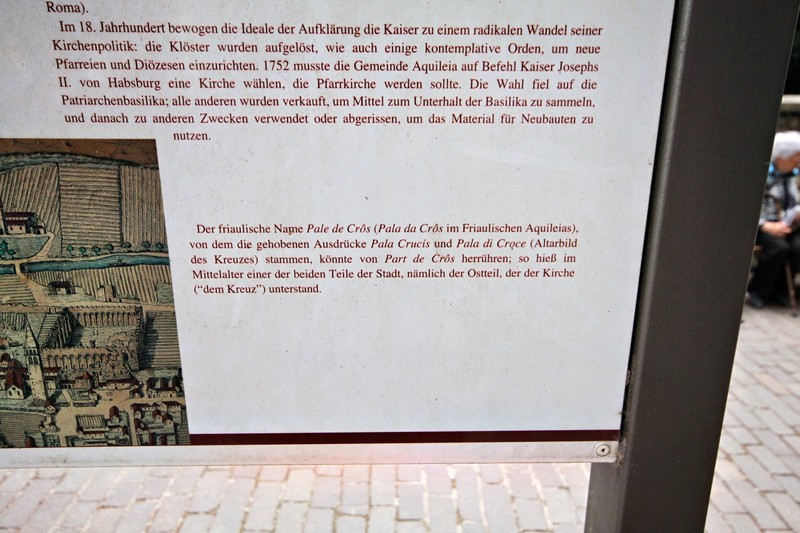 Roma).
Im 18. Jahrhundert bewogen die Ideale der Aufklärung die Kaiser zu einem radikalen Wandel seiner
Kirchenpolitik: die Klöster wurden aufgelöst, wie auch einige kontemplative Orden, um neue
Pfarreien und Diözesen einzurichten. 1752 musste die Gemeinde Aquileia auf Befehl Kaiser Josephs
II. von Habsburg eine Kirche wählen, die Pfarrkirche werden sollte. Die Wahl fiel auf die
Patriarchenbasilika; alle anderen wurden verkauft, um Mittel zum Unterhalt der Basilika zu sammeln,
und danach zu anderen Zwecken verwendet oder abgerissen, um das Material für Neubauten zu
nutzen.
Der friaulische Name Pale de Crôs (Pala da Crôs im Friaulischen Aquileias),
von dem die gehobenen Ausdrücke Pala Crucis und Pala di Croce (Altarbild
des Kreuzes) stammen, könnte von Part de Crôs herrühren; so hieß im
Mittelalter einer der beiden Teile der Stadt, nämlich der Ostteil, der der Kirche
(“dem Kreuz”) unterstand.